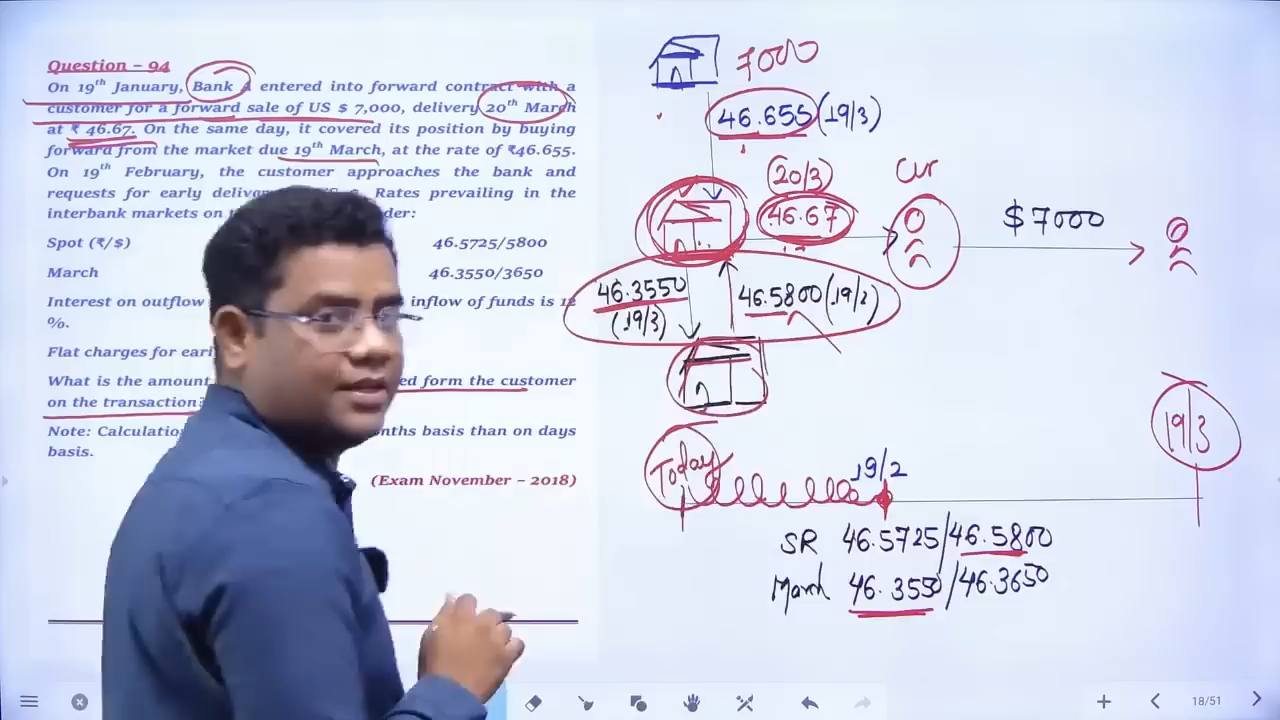 Question – 94
On 19th January, Bank A entered into forward contract with a
customer for a forward sale of US $ 7,000, delivery 20th March
at ₹ 46.67. On the same day, it covered its position by buying
forward from the market due 19th March, at the rate of ₹46.655.
On 19th February, the customer approaches the bank and
requests for early
Rates prevailing in the
interbank markets on
der:
Spot (₹/$) 46.5725/5800
March 46.3550/3650
Interest on outflow
inflow of funds is 12
%.
Flat charges for
What is the amount
form the customer
on the transaction?
Note:
than on days
basis.
(Exam November – 2018)
7000
46.655 (19/3)
(20/3)
46.67
Cur
$ 7000
46.3550
(19/3)
46.5800 (19/2)
Today
19/2
19/3
SR 46.5725/46.5800
March 46.3550/46.3650
18/51